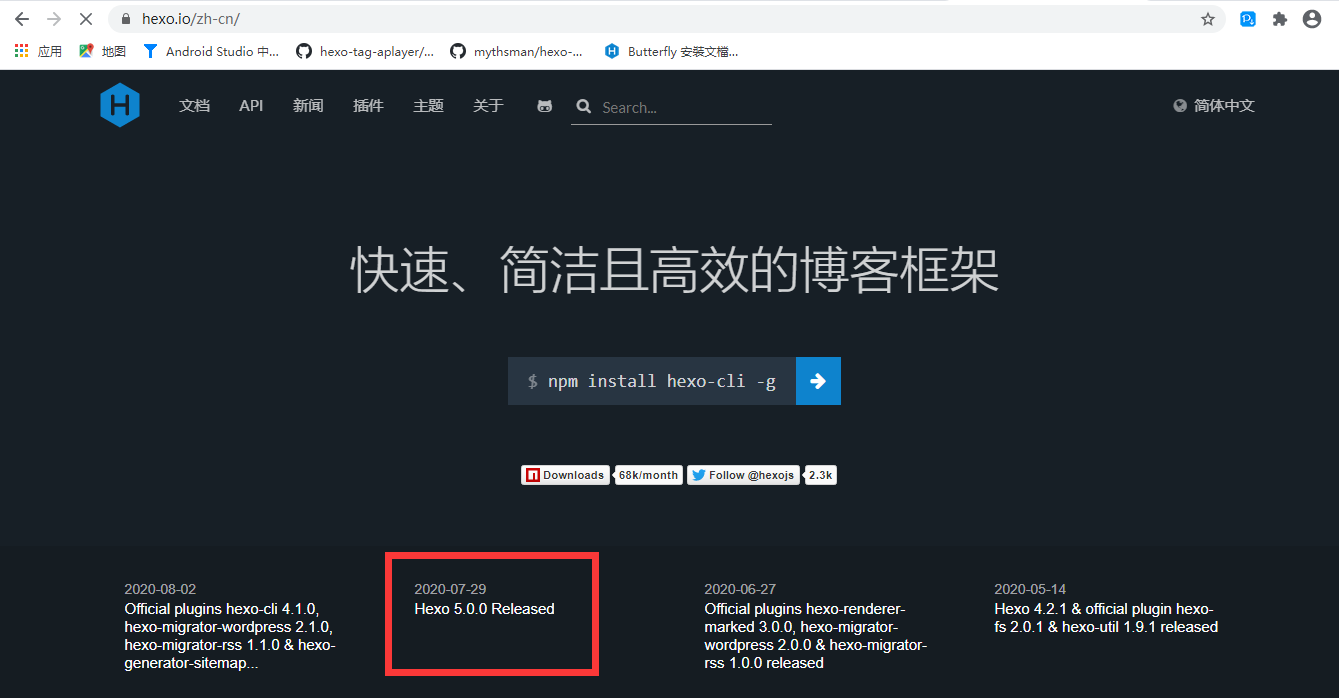 hexo.io/zh-cn/
应用 地图 Android Studio 中... hexo-tag-aplayer/... mythsman/hexo-... Butterfly 安裝文檔...
H 文档 API 新闻 插件 主题 关于 Search... 简体中文
快速、简洁且高效的博客框架
$ npm install hexo-cli -g
Downloads 68k/month Follow @hexojs 2.3k
2020-08-02
Official plugins hexo-cli 4.1.0,
hexo-migrator-wordpress 2.1.0,
hexo-migrator-rss 1.1.0 & hexo-
generator-sitemap...
2020-07-29
Hexo 5.0.0 Released
2020-06-27
Official plugins hexo-renderer-
marked 3.0.0, hexo-migrator-
wordpress 2.0.0 & hexo-migrator-
rss 1.0.0 released
2020-05-14
Hexo 4.2.1 & official plugin hexo-
fs 2.0.1 & hexo-util 1.9.1 released